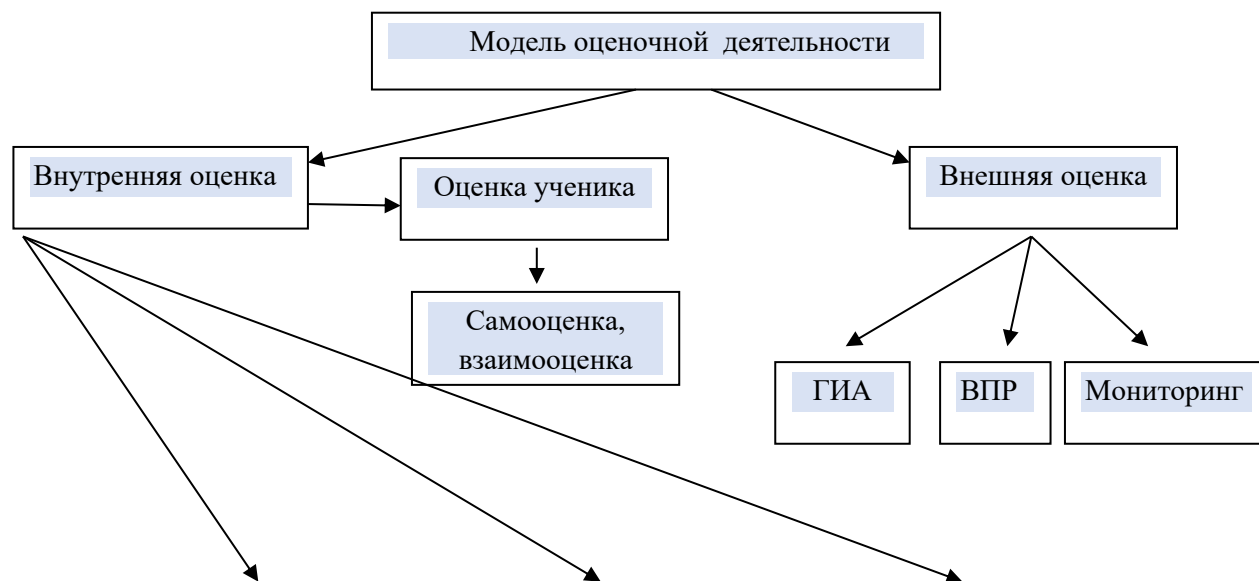 Модель оценочной деятельности
Внутренняя оценка
Оценка ученика
Внешняя оценка
Самооценка,
взаимооценка
ГИА
ВПР
Мониторинг